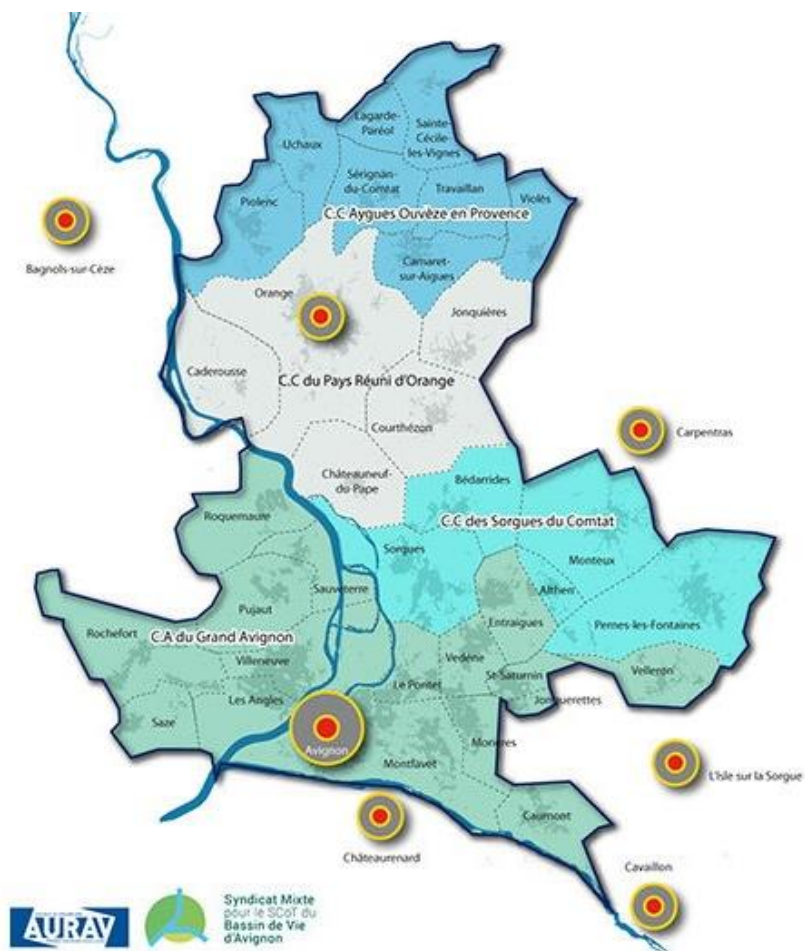 Lagarde-
Paréol
Sainte-
Cécile-
les-Vignes
Uchaux
Sérignan-
du-Comtat
Travaillan
Violès
Piolenc
C.C Aygues Ouvèze en Provence
Camaret-
sur-Aigues
Bagnols-sur-Cèze
Orange
Jonquières
Caderousse
C.C du Pays Réuni d'Orange
Courthézon
Carpentras
Châteauneuf-
du-Pape
Bédarrides
Roquemaure
C.C des Sorgues du Comtat
Sorgues
Monteux
Sauveterre
Althen
Pujaut
Entraigues
Pernes-les-Fontaines
Rochefort
C.A du Grand Avignon
Villeneuve
Vedène
Velleron
St-Saturnin
Le Pontet
Les Angles
Jonquerettes
Saze
Avignon
Morières
Montfavet
L'Isle sur la Sorgue
Caumont
Châteaurenard
Cavaillon
AURAV
Syndicat Mixte
pour le SCoT du
Bassin de Vie
d'Avignon